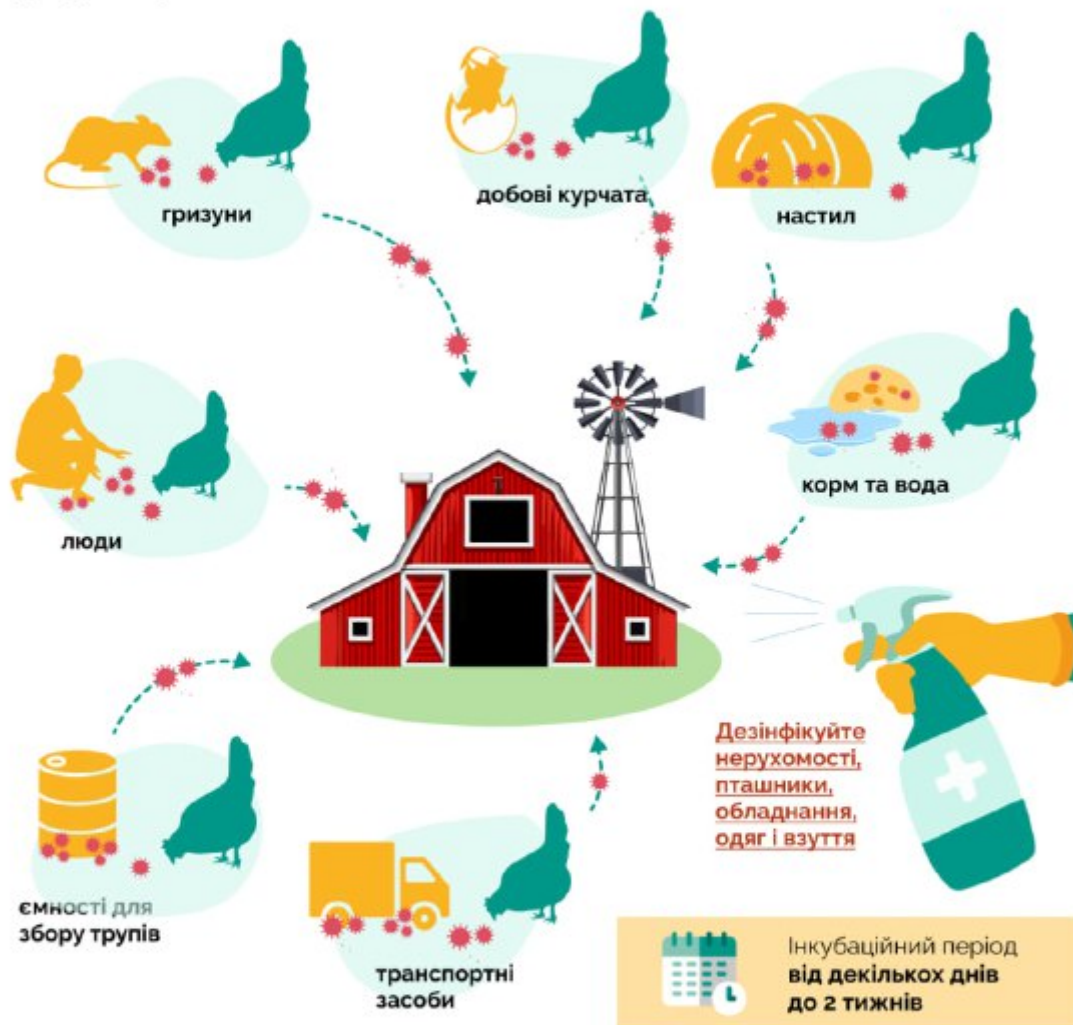 гризуни
добові курчата
настил
люди
корм та вода
Дезінфікуйте
нерухомості,
пташники,
обладнання,
одяг і взуття
ємності для
збору трупів
транспортні
засоби
Інкубаційний період
від декількох днів
до 2 тижнів